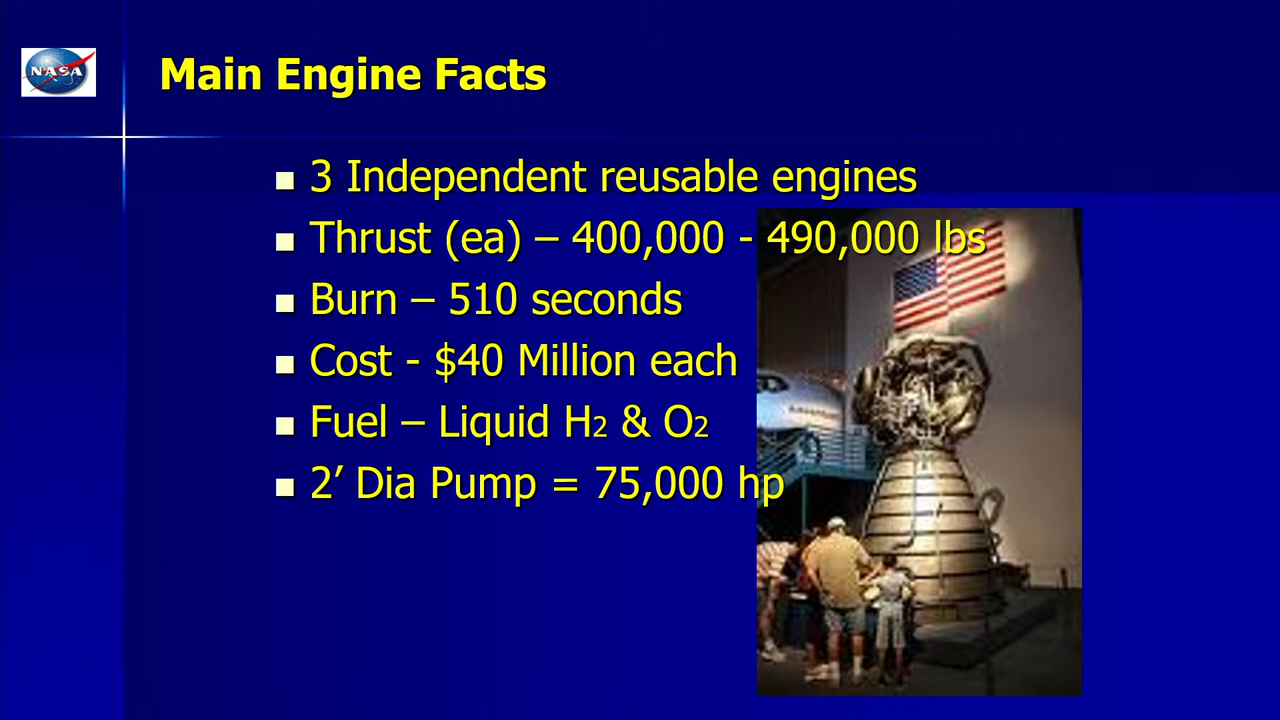 NASA
Main Engine Facts
3 Independent reusable engines
Thrust (ea) – 400,000 - 490,000 lbs
Burn – 510 seconds
Cost - $40 Million each
Fuel – Liquid H2 & O2
2’ Dia Pump = 75,000 hp